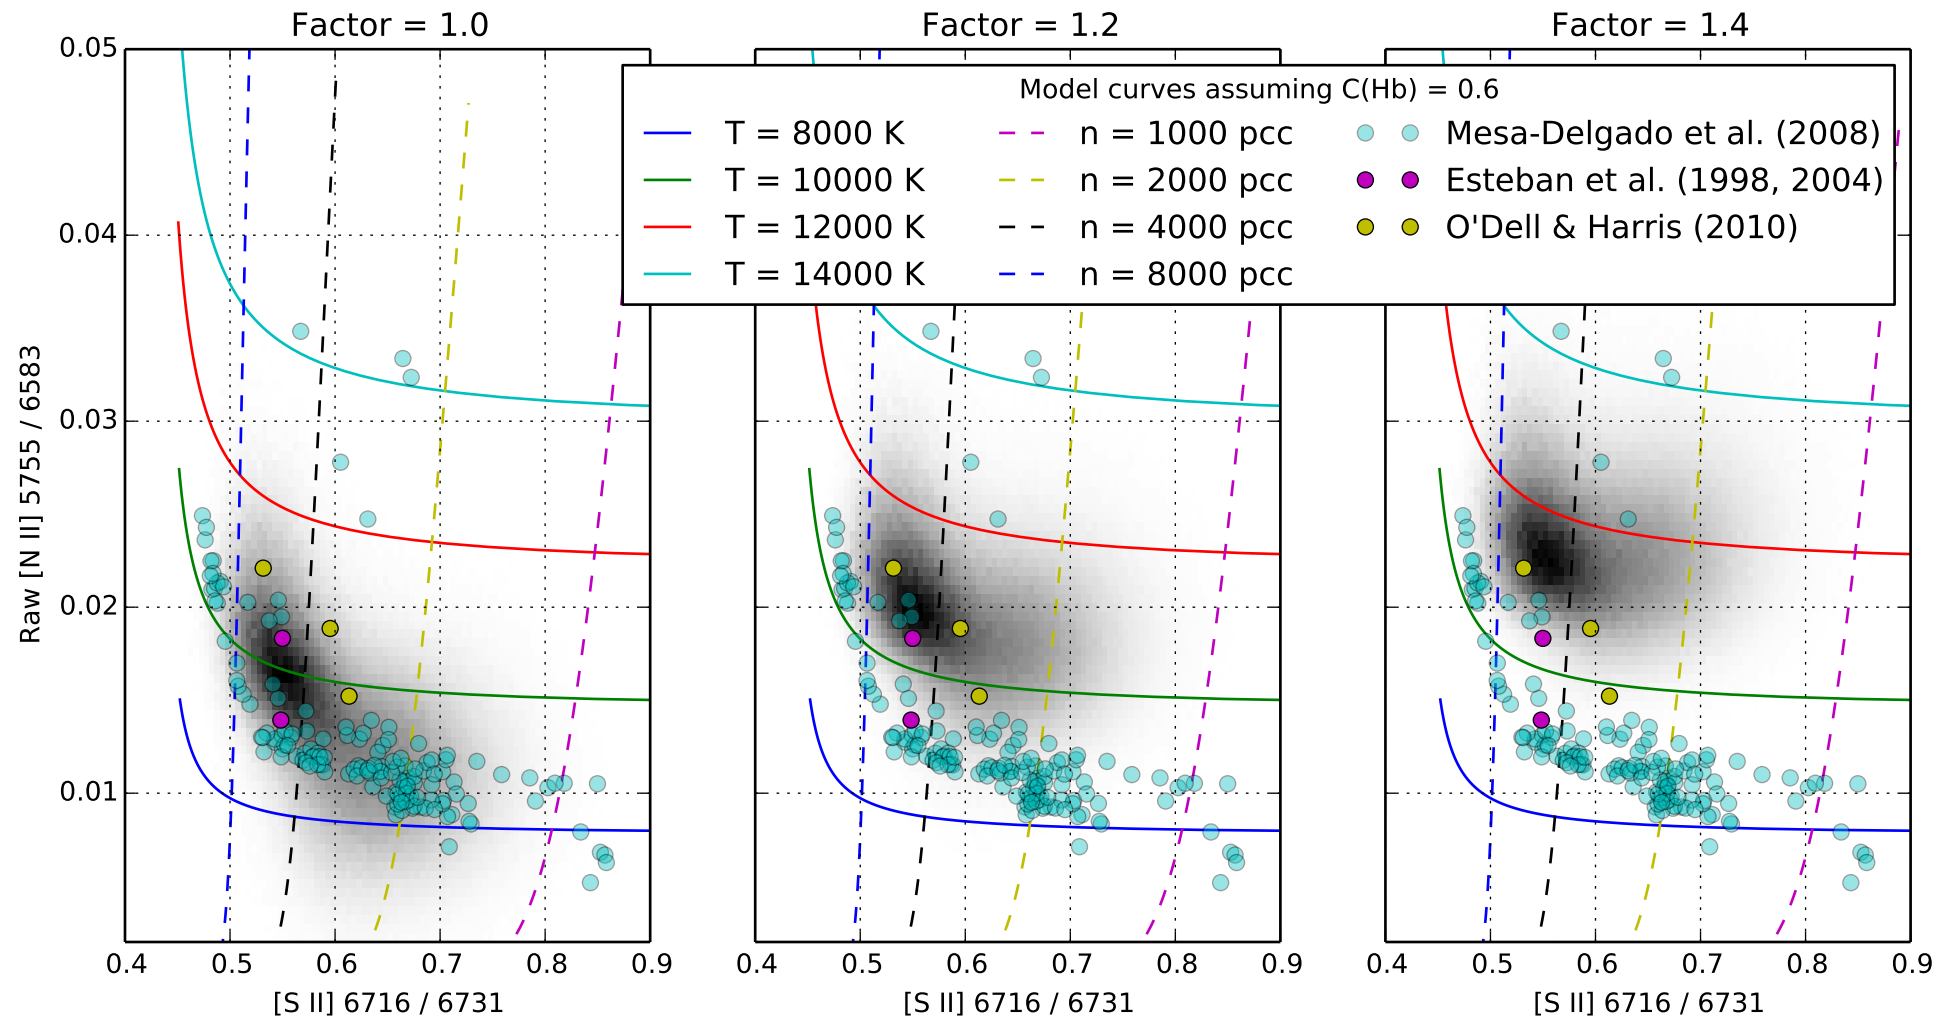 Factor = 1.0
Factor = 1.2
Factor = 1.4
Model curves assuming C(Hb) = 0.6
T = 8000 K
T = 10000 K
T = 12000 K
T = 14000 K
n = 1000 pcc
n = 2000 pcc
n = 4000 pcc
n = 8000 pcc
Mesa-Delgado et al. (2008)
Esteban et al. (1998, 2004)
O'Dell & Harris (2010)
Raw [N II] 5755 / 6583
0.05
0.04
0.03
0.02
0.01
0.4 0.5 0.6 0.7 0.8 0.9
0.4 0.5 0.6 0.7 0.8 0.9
0.4 0.5 0.6 0.7 0.8 0.9
[S II] 6716 / 6731
[S II] 6716 / 6731
[S II] 6716 / 6731